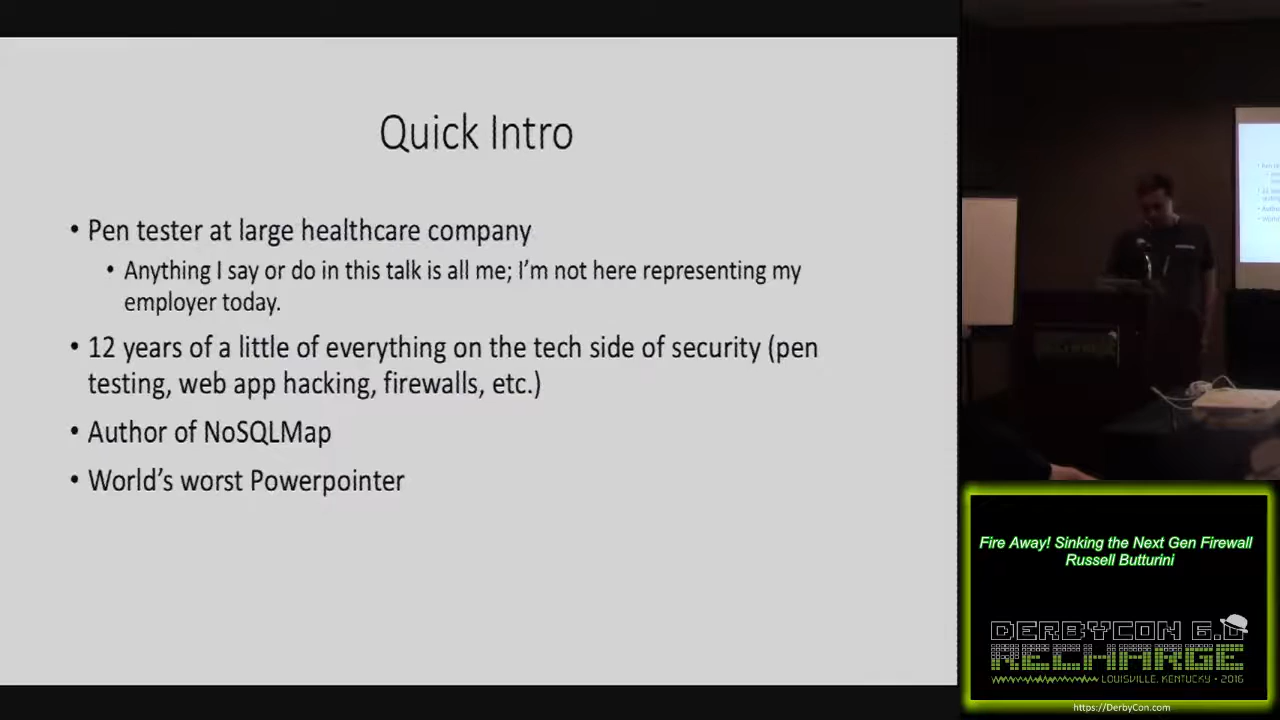 Quick Intro
• Pen tester at large healthcare company
• Anything I say or do in this talk is all me; I’m not here representing my
employer today.
• 12 years of a little of everything on the tech side of security (pen
testing, web app hacking, firewalls, etc.)
• Author of NoSQLMap
• World’s worst Powerpointer
Fire Away! Sinking the Next Gen Firewall
Russell Butturini
DERBYCON 6.0
RECHARGE
LOUISVILLE, KENTUCKY • 2016
https://DerbyCon.com